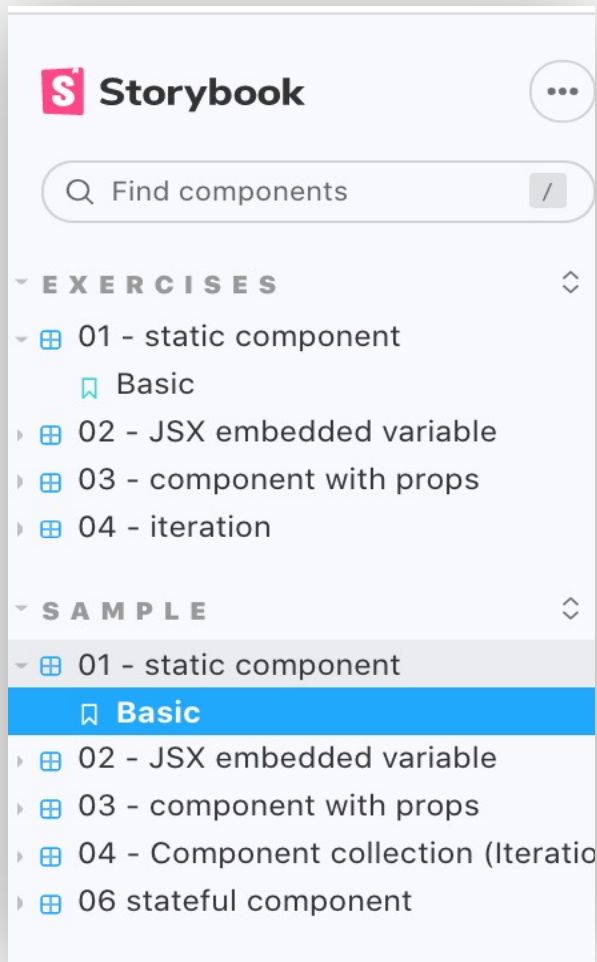 Storybook
Find components /
EXERCISES
01 - static component
Basic
02 - JSX embedded variable
03 - component with props
04 - iteration
SAMPLE
01 - static component
Basic
02 - JSX embedded variable
03 - component with props
04 - Component collection (Iteratio
06 stateful component